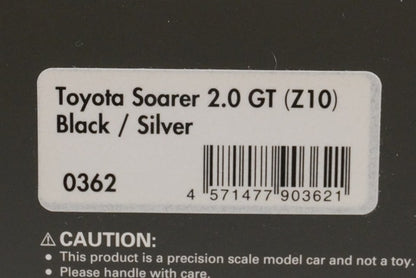 Toyota Soarer 2.0 GT (Z10)
Black / Silver
0362
4 571477 903621
⚠ CAUTION:
• This product is a precision scale model car and not a toy.
• Please handle with care.